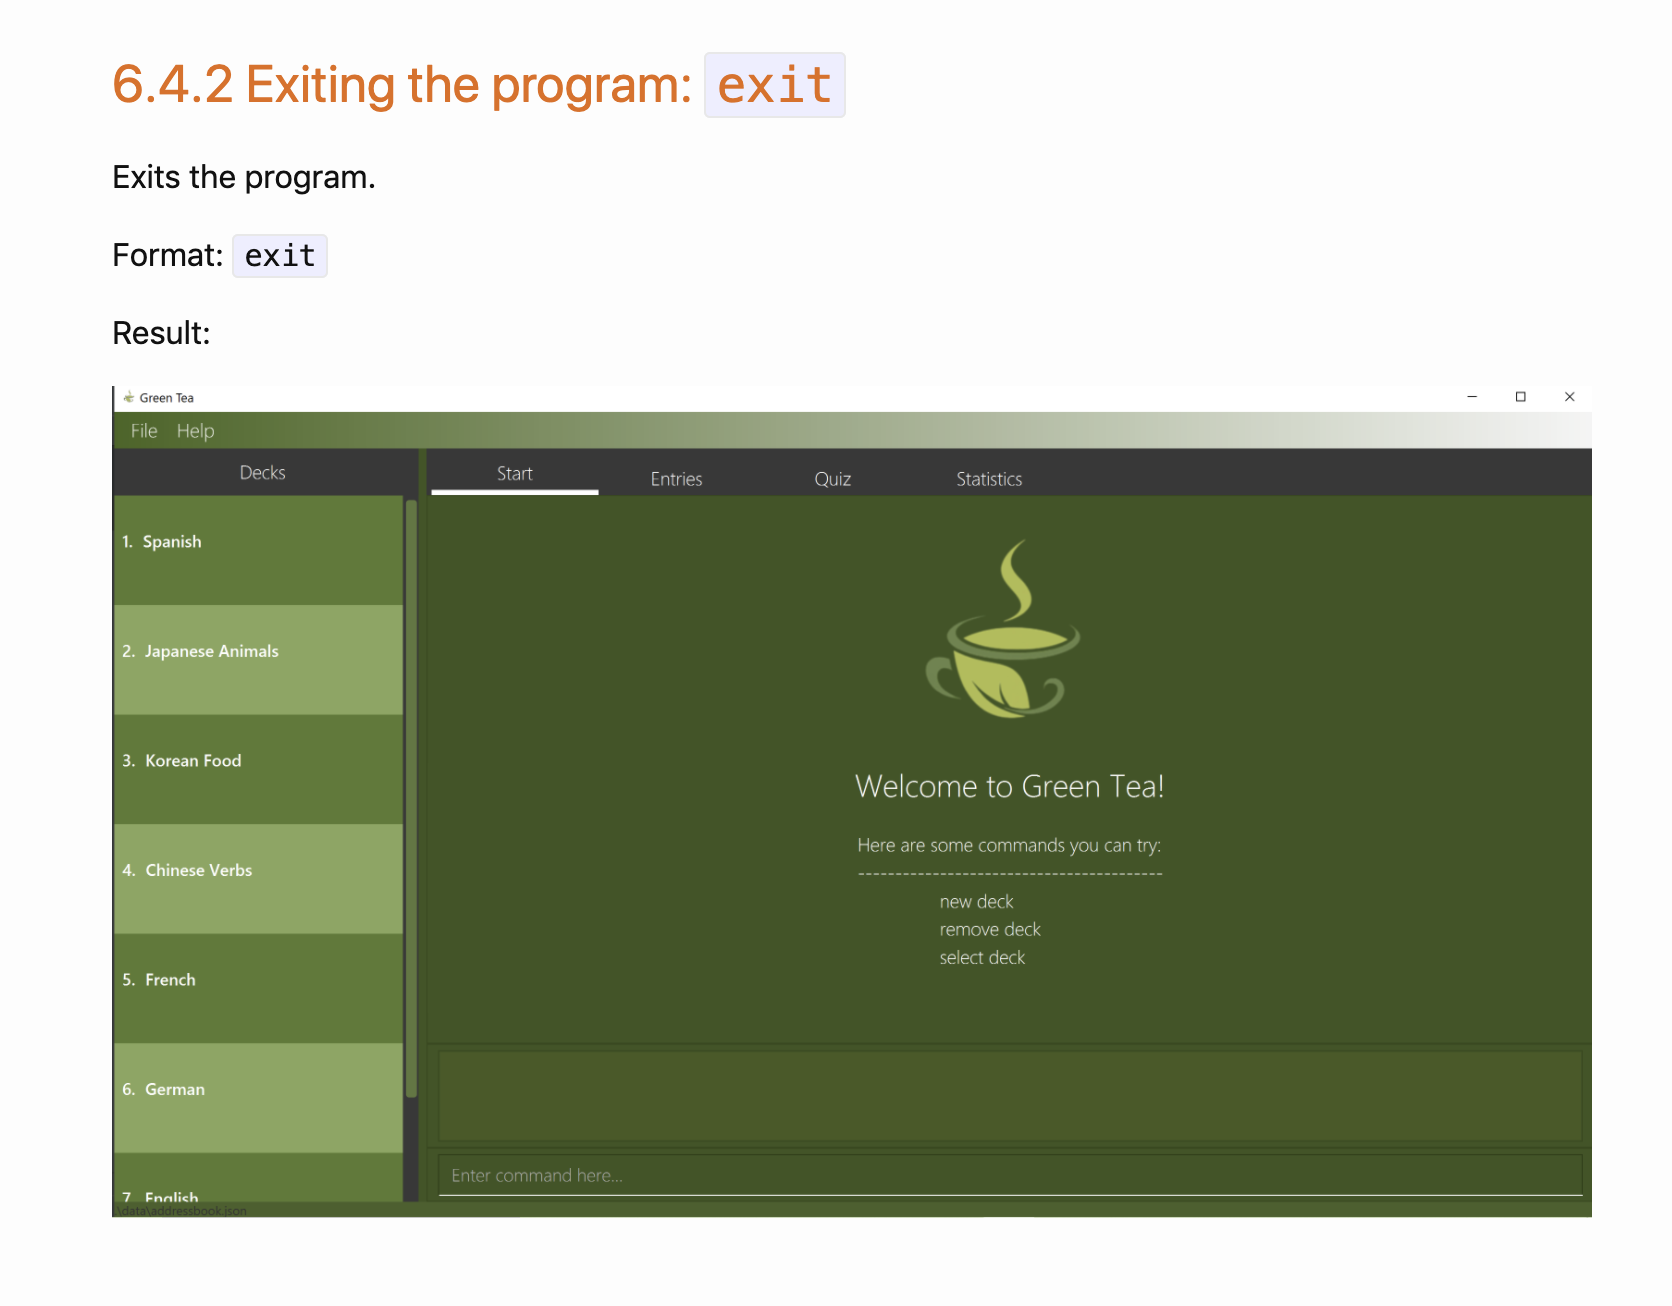 6.4.2 Exiting the program: exit
Exits the program.
Format: exit
Result:
Green Tea
File Help
Decks
Start Entries Quiz Statistics
1. Spanish
2. Japanese Animals
3. Korean Food
4. Chinese Verbs
5. French
6. German
7. English
Welcome to Green Tea!
Here are some commands you can try:
----------------------------------------
new deck
remove deck
select deck
Enter command here...
.\data\addressbook.json